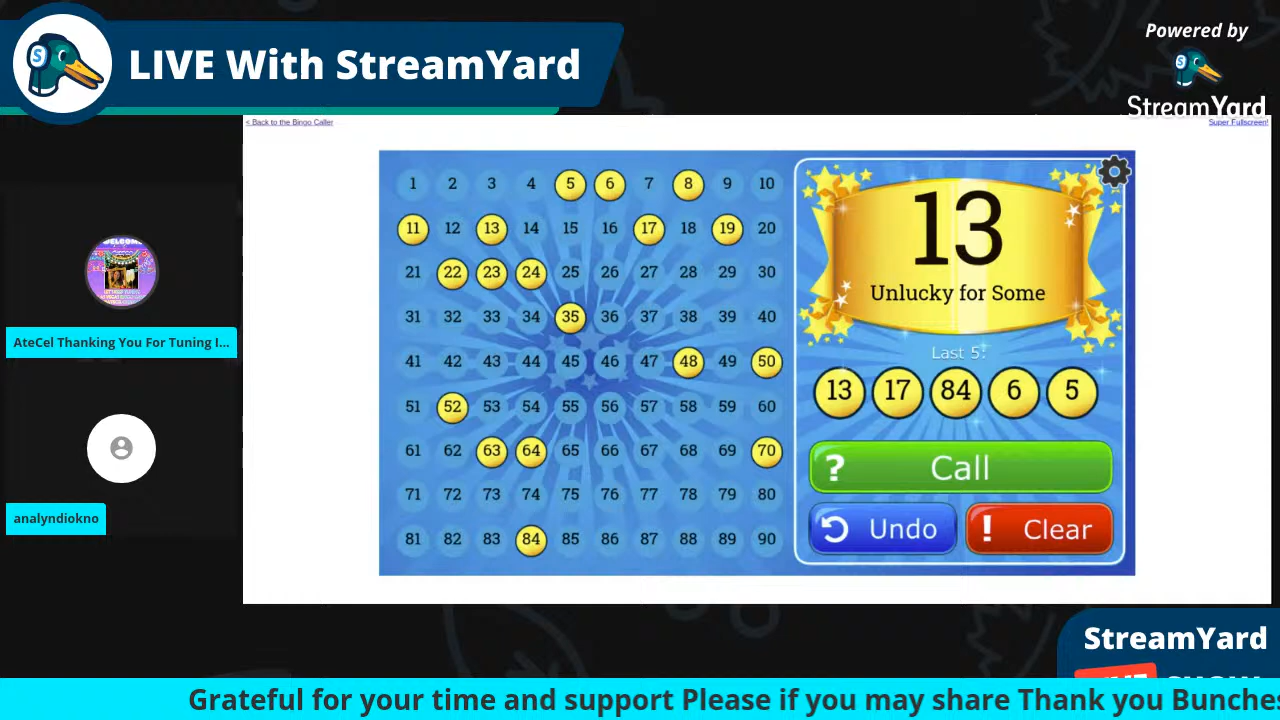 LIVE With StreamYard
Powered by
StreamYard
< Back to the Bingo Caller
Super Fullscreen!
1 2 3 4 5 6 7 8 9 10
11 12 13 14 15 16 17 18 19 20
21 22 23 24 25 26 27 28 29 30
31 32 33 34 35 36 37 38 39 40
41 42 43 44 45 46 47 48 49 50
51 52 53 54 55 56 57 58 59 60
61 62 63 64 65 66 67 68 69 70
71 72 73 74 75 76 77 78 79 80
81 82 83 84 85 86 87 88 89 90
13
Unlucky for Some
Last 5:
13 17 84 6 5
? Call
Undo
! Clear
WELCOME
AteCel Thanking You For Tuning I...
analyndiokno
StreamYard
Grateful for your time and support Please if you may share Thank you Bunches